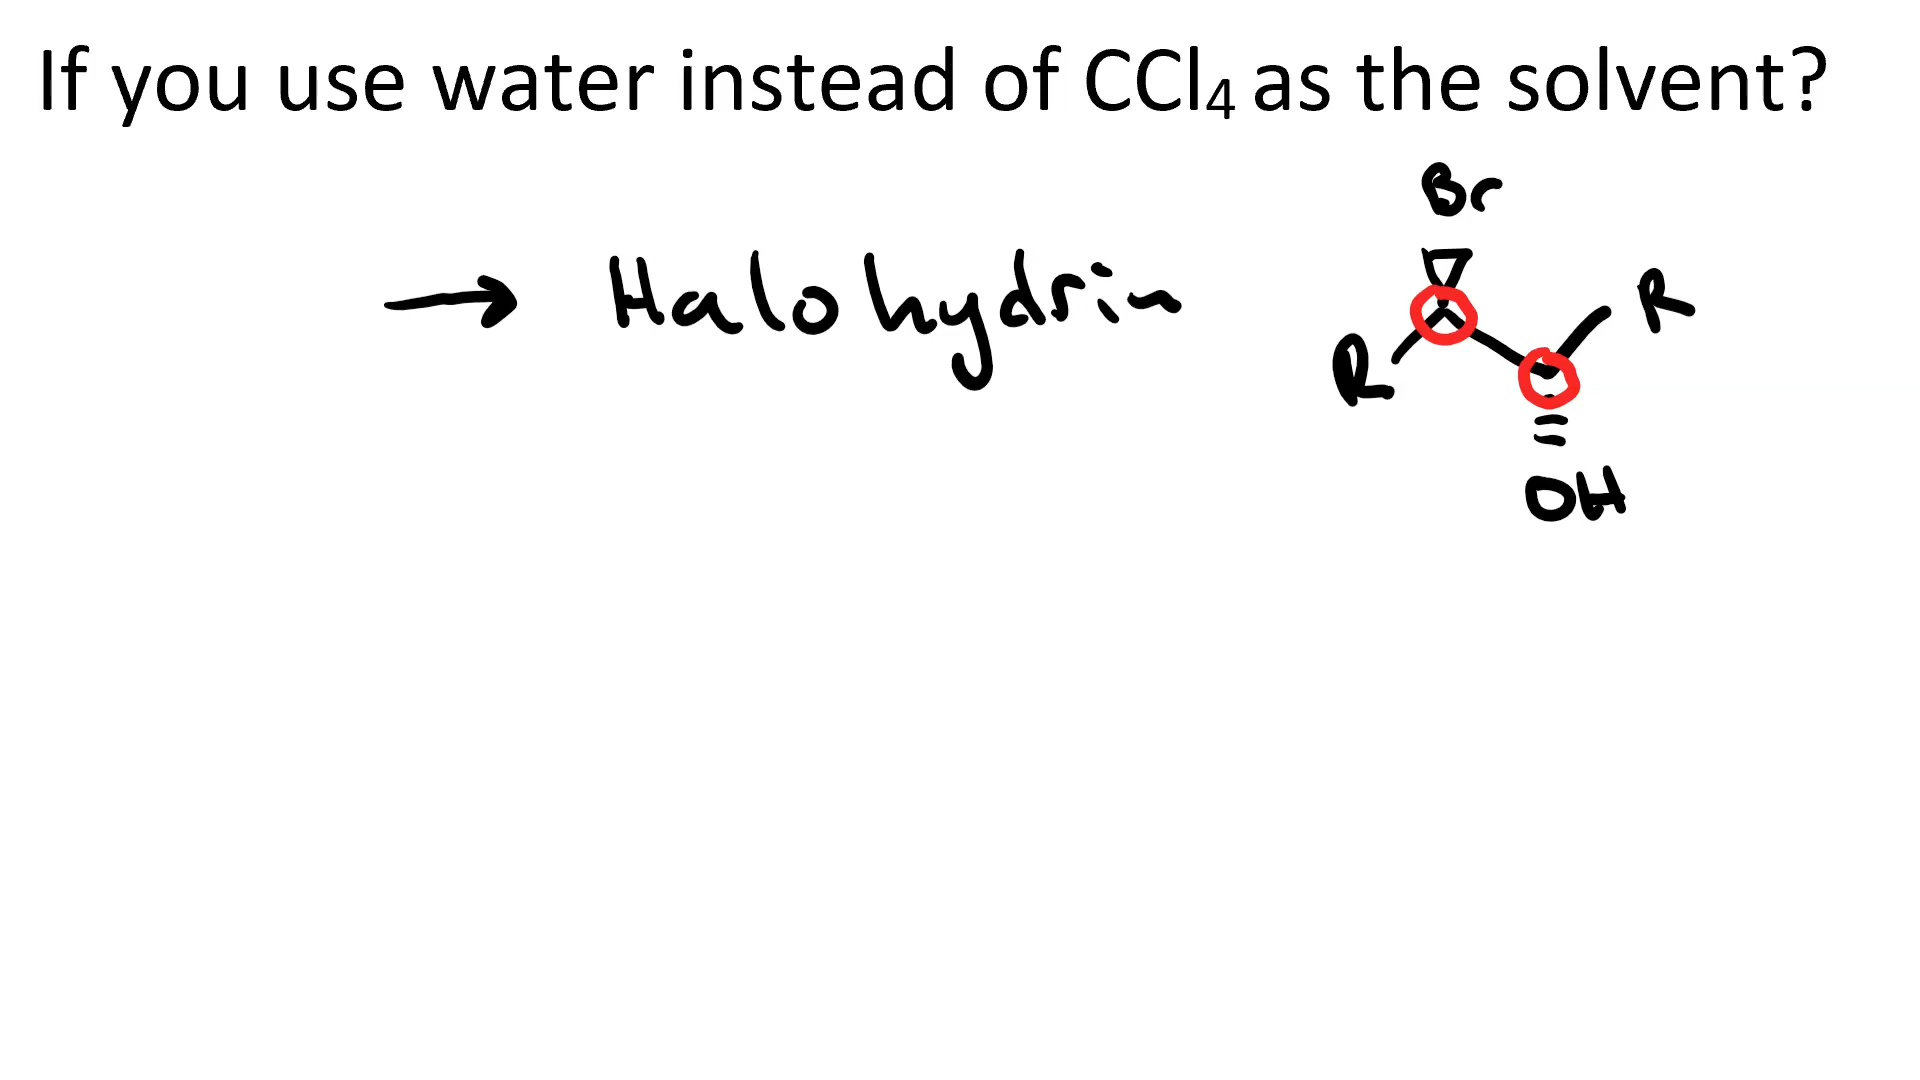 If you use water instead of CCl₄ as the solvent?
Br
→ Halohydrin
R
R
OH